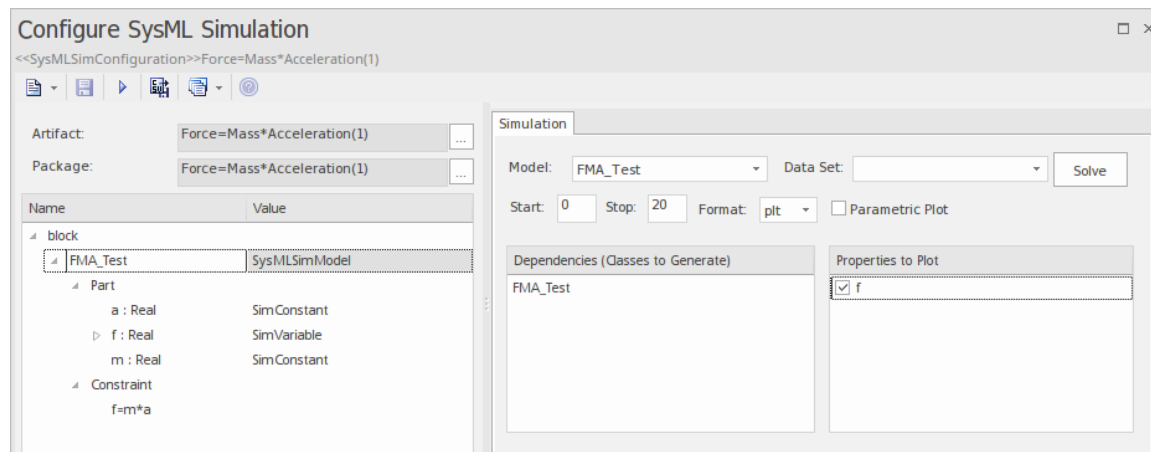 Configure SysML Simulation
<<SysMLSimConfiguration>>Force=Mass*Acceleration(1)
Artifact: Force=Mass*Acceleration(1) ...
Package: Force=Mass*Acceleration(1) ...
Name Value
block
FMA_Test SysMLSimModel
Part
a : Real SimConstant
f : Real SimVariable
m : Real SimConstant
Constraint
f=m*a
Simulation
Model: FMA_Test Data Set: Solve
Start: 0 Stop: 20 Format: plt Parametric Plot
Dependencies (Classes to Generate) Properties to Plot
FMA_Test f